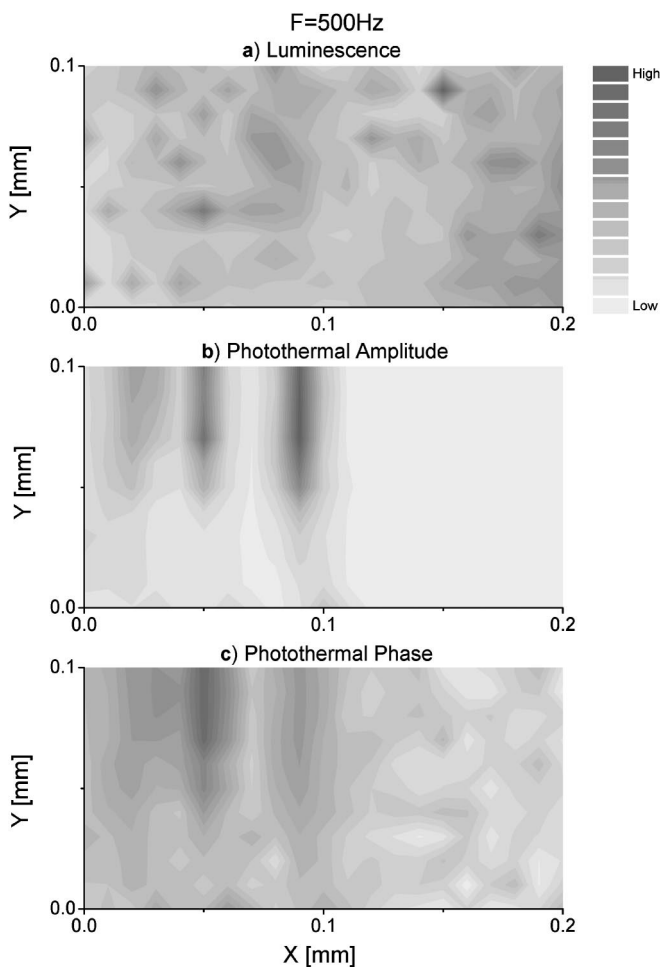 F=500Hz
a) Luminescence
High
Low
0.1
Y [mm]
0.0
0.0 0.1 0.2
b) Photothermal Amplitude
0.1
Y [mm]
0.0
0.0 0.1 0.2
c) Photothermal Phase
0.1
Y [mm]
0.0
0.0 0.1 0.2
X [mm]